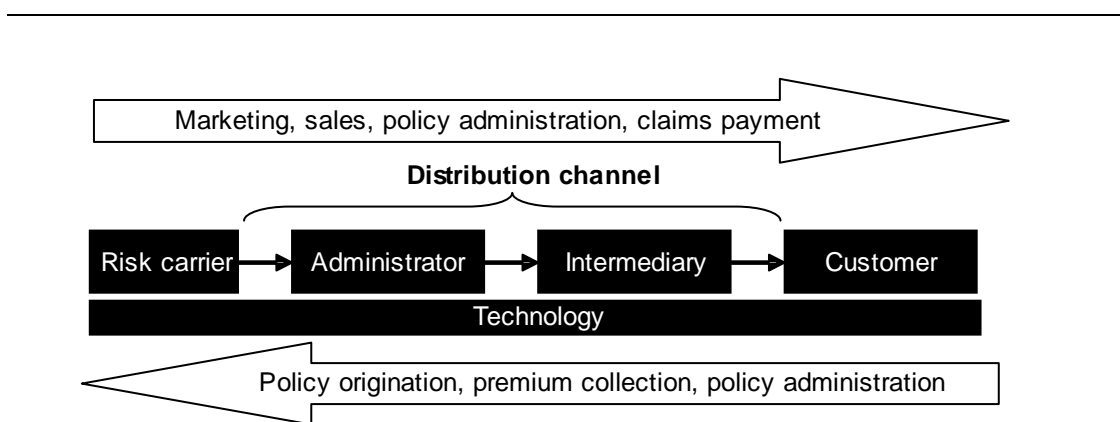 Marketing, sales, policy administration, claims payment
Distribution channel
Risk carrier
Administrator
Intermediary
Customer
Technology
Policy origination, premium collection, policy administration